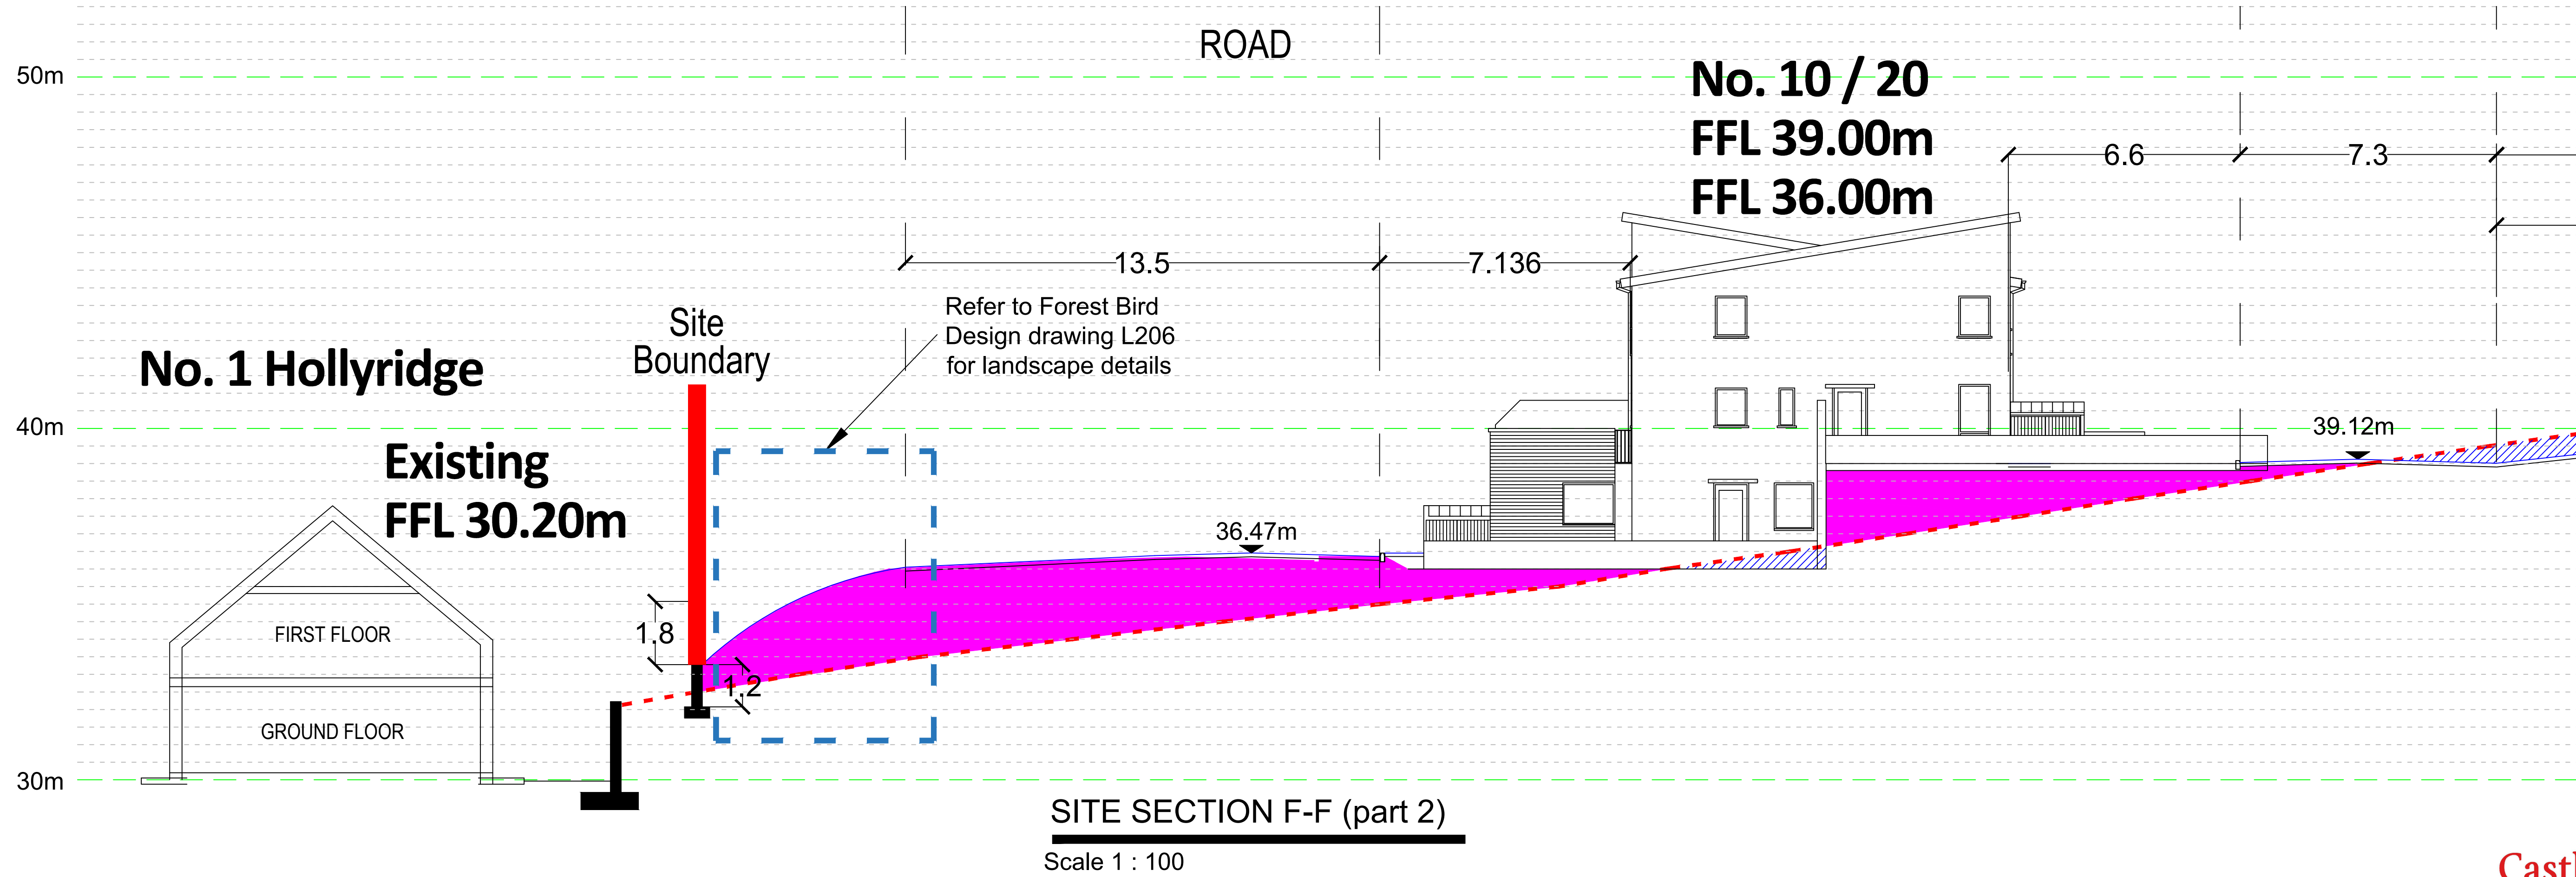 ROAD
50m
No. 10 / 20
FFL 39.00m
FFL 36.00m
6.6
7.3
13.5
7.136
Refer to Forest Bird
Design drawing L206
for landscape details
Site
Boundary
No. 1 Hollyridge
40m
39.12m
Existing
FFL 30.20m
36.47m
1.8
FIRST FLOOR
1.2
GROUND FLOOR
30m
SITE SECTION F-F (part 2)
Scale 1 : 100